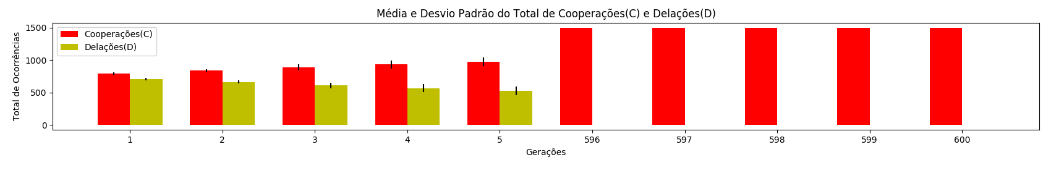 Média e Desvio Padrão do Total de Cooperações(C) e Delações(D)
Total de Ocorrências
1500
1000
500
0
Cooperações(C)
Delações(D)
1 2 3 4 5 596 597 598 599 600
Gerações